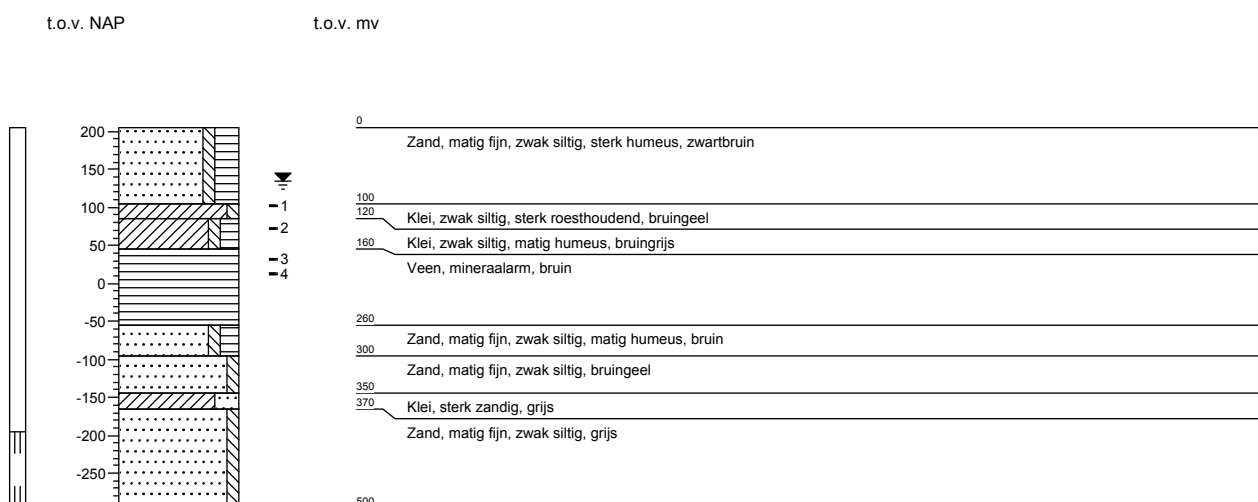 t.o.v. NAP
t.o.v. mv
0
200
Zand, matig fijn, zwak siltig, sterk humeus, zwartbruin
150
100
100
1
120
Klei, zwak siltig, sterk roesthoudend, bruingeel
2
50
160
Klei, zwak siltig, matig humeus, bruingrijs
3
Veen, mineraalarm, bruin
4
0
-50
260
Zand, matig fijn, zwak siltig, matig humeus, bruin
300
-100
Zand, matig fijn, zwak siltig, bruingeel
350
-150
370
Klei, sterk zandig, grijs
-200
Zand, matig fijn, zwak siltig, grijs
-250
500